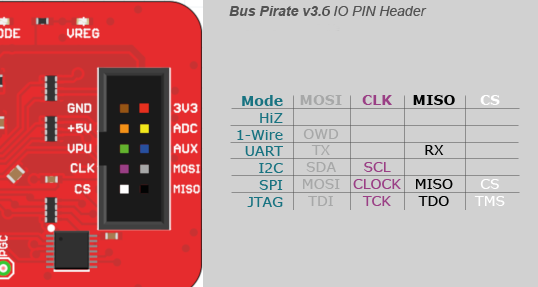 ODE VREG
GND 3V3
+5V ADC
VPU AUX
CLK MOSI
CS MISO
PGC
Bus Pirate v3.6 IO PIN Header
Mode MOSI CLK MISO CS
HiZ
1-Wire OWD
UART TX RX
I2C SDA SCL
SPI MOSI CLOCK MISO CS
JTAG TDI TCK TDO TMS